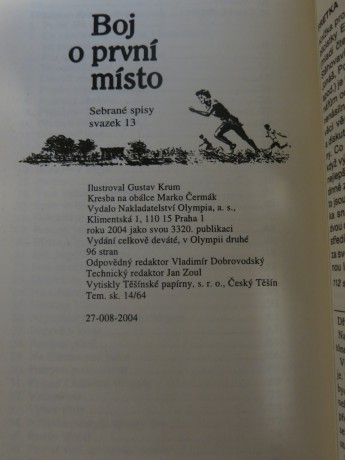 Boj
o první
místo
Sebrané spisy
svazek 13
Ilustroval Gustav Krum
Kresba na obálce Marko Čermák
Vydalo Nakladatelství Olympia, a. s.,
Klimentská 1, 110 15 Praha 1
roku 2004 jako svou 3320. publikaci
Vydání celkově deváté, v Olympii druhé
96 stran
Odpovědný redaktor Vladimír Dobrovodský
Technický redaktor Jan Zoul
Vytiskly Těšínské papírny, s. r. o., Český Těšín
Tem. sk. 14/64
27-008-2004